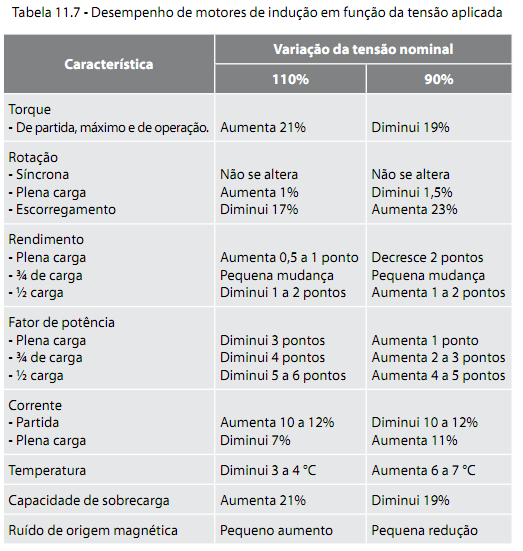 Tabela 11.7 - Desempenho de motores de indução em função da tensão aplicada
Característica
Variação da tensão nominal
110%
90%
Torque
- De partida, máximo e de operação. Aumenta 21% Diminui 19%
Rotação
- Síncrona Não se altera Não se altera
- Plena carga Aumenta 1% Diminui 1,5%
- Escorregamento Diminui 17% Aumenta 23%
Rendimento
- Plena carga Aumenta 0,5 a 1 ponto Decresce 2 pontos
- ¾ de carga Pequena mudança Pequena mudança
- ½ carga Diminui 1 a 2 pontos Aumenta 1 a 2 pontos
Fator de potência
- Plena carga Diminui 3 pontos Aumenta 1 ponto
- ¾ de carga Diminui 4 pontos Aumenta 2 a 3 pontos
- ½ carga Diminui 5 a 6 pontos Aumenta 4 a 5 pontos
Corrente
- Partida Aumenta 10 a 12% Diminui 10 a 12%
- Plena carga Diminui 7% Aumenta 11%
Temperatura Diminui 3 a 4 °C Aumenta 6 a 7 °C
Capacidade de sobrecarga Aumenta 21% Diminui 19%
Ruído de origem magnética Pequeno aumento Pequena redução